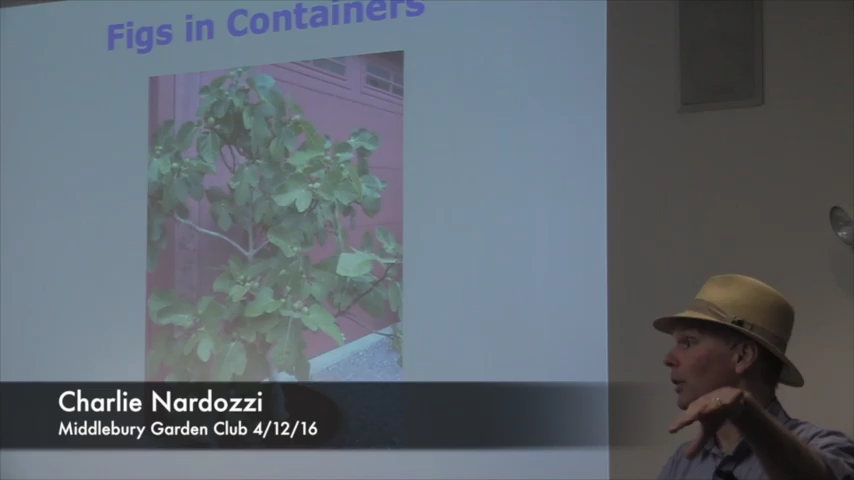 Figs in Containers
Charlie Nardozzi
Middlebury Garden Club 4/12/16